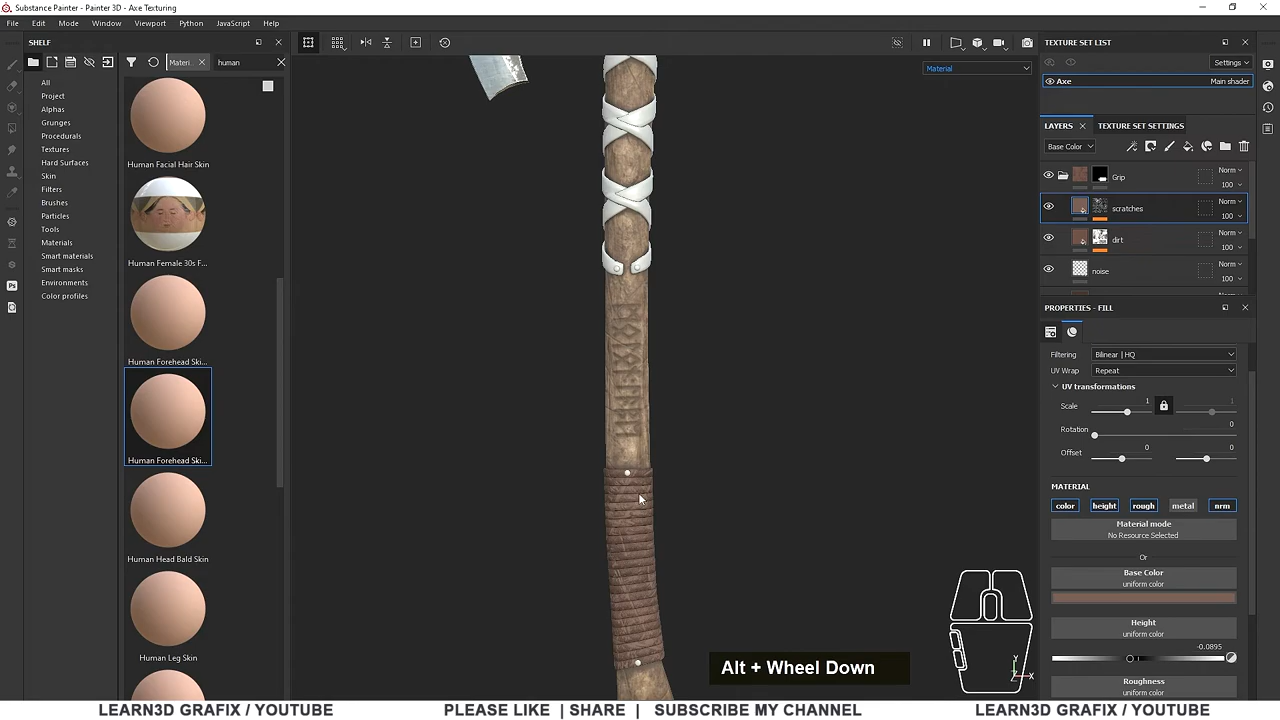 Substance Painter - Painter 3D - Axe Texturing
File Edit Mode Window Viewport Python JavaScript Help
SHELF
Materi...
human
All
Project
Alphas
Grunges
Procedurals
Textures
Hard Surfaces
Skin
Filters
Brushes
Particles
Tools
Materials
Smart materials
Smart masks
Environments
Color profiles
Human Facial Hair Skin
Human Female 30s F...
Human Forehead Ski...
Human Forehead Ski...
Human Head Bald Skin
Human Leg Skin
Material
Alt + Wheel Down
Y
X
Z
TEXTURE SET LIST
Settings
Axe Main shader
LAYERS TEXTURE SET SETTINGS
Base Color
Grip Norm
100
scratches Norm
100
dirt Norm
100
noise Norm
100
PROPERTIES - FILL
Filtering Bilinear | HQ
UV Wrap Repeat
UV transformations
Scale 1 1
Rotation 0
Offset 0 0
MATERIAL
color height rough metal nrm
Material mode
No Resource Selected
Or
Base Color
uniform color
Height
uniform color
-0.0895
Roughness
uniform color
Ps
LEARN3D GRAFIX / YOUTUBE PLEASE LIKE | SHARE | SUBSCRIBE MY CHANNEL LEARN3D GRAFIX / YOUTUBE